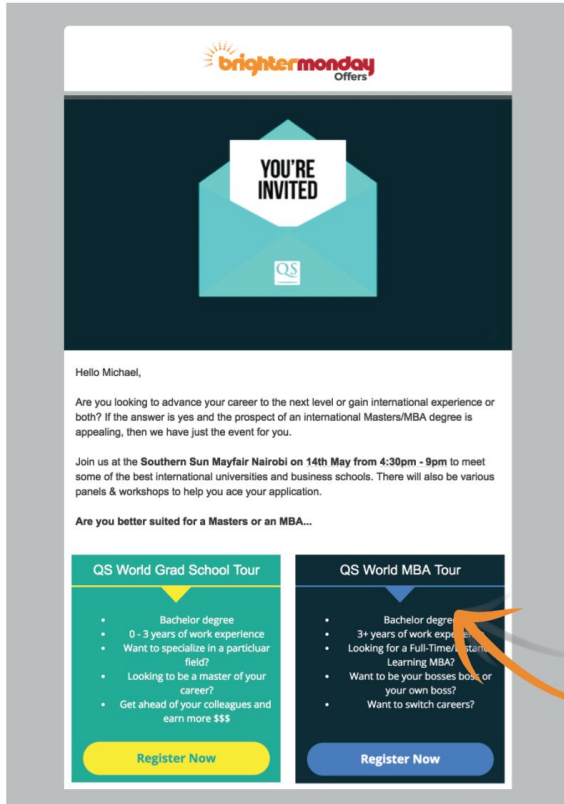 brightermonday
Offers
YOU'RE
INVITED
QS
Hello Michael,
Are you looking to advance your career to the next level or gain international experience or
both? If the answer is yes and the prospect of an international Masters/MBA degree is
appealing, then we have just the event for you.
Join us at the Southern Sun Mayfair Nairobi on 14th May from 4:30pm - 9pm to meet
some of the best international universities and business schools. There will also be various
panels & workshops to help you ace your application.
Are you better suited for a Masters or an MBA...
QS World Grad School Tour
• Bachelor degree
• 0 - 3 years of work experience
• Want to specialize in a particluar
field?
• Looking to be a master of your
career?
• Get ahead of your colleagues and
earn more $$$
Register Now
QS World MBA Tour
• Bachelor degree
• 3+ years of work experience
• Looking for a Full-Time/Distance
Learning MBA?
• Want to be your bosses boss or
your own boss?
• Want to switch careers?
Register Now